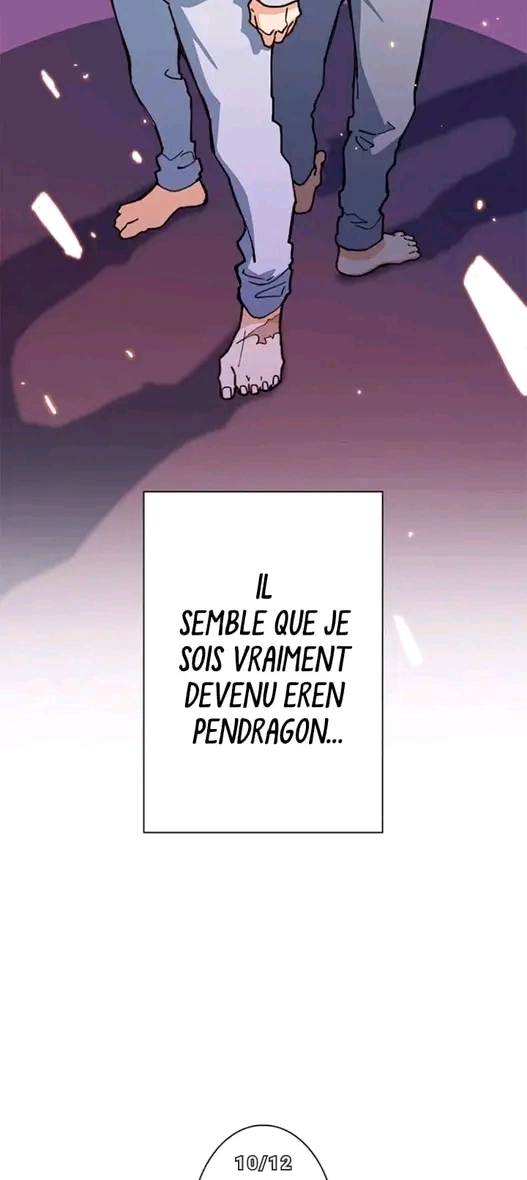 IL
SEMBLE QUE JE
SOIS VRAIMENT
DEVENU EREN
PENDRAGON...
10/12